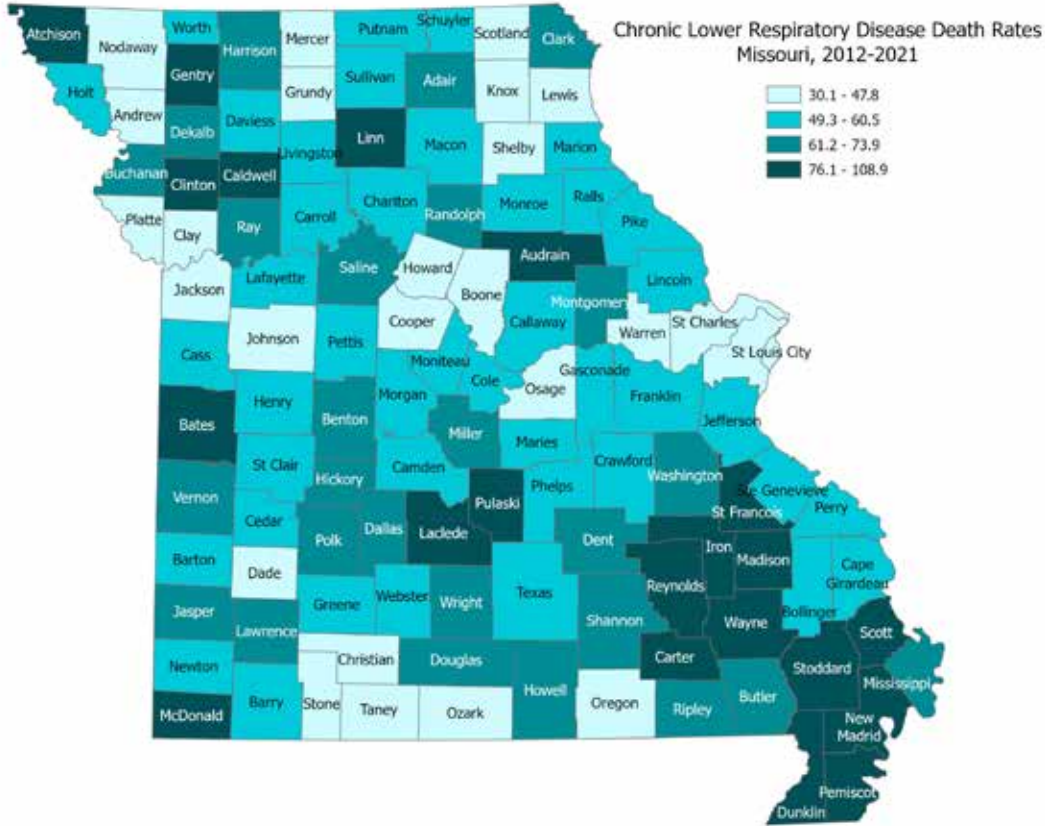 Chronic Lower Respiratory Disease Death Rates
Missouri, 2012-2021
30.1 - 47.8
49.3 - 60.5
61.2 - 73.9
76.1 - 108.9
Atchison
Nodaway
Worth
Harrison
Mercer
Putnam
Schuyler
Scotland
Clark
Gentry
Sullivan
Adair
Knox
Lewis
Holt
Andrew
Grundy
Dekalb
Daviess
Linn
Macon
Shelby
Marion
Livingston
Buchanan
Clinton
Caldwell
Chariton
Randolph
Monroe
Ralls
Pike
Platte
Clay
Ray
Carroll
Audrain
Saline
Howard
Lafayette
Lincoln
Jackson
Boone
Montgomery
Cooper
Callaway
Warren
St Charles
Johnson
Pettis
St Louis City
Cass
Moniteau
Cole
Osage
Gasconade
Franklin
Henry
Morgan
Benton
Jefferson
Bates
Miller
Maries
St Clair
Camden
Crawford
Washington
Hickory
Phelps
Ste Genevieve
Vernon
Pulaski
St Francois
Perry
Cedar
Polk
Dallas
Laclede
Dent
Iron
Madison
Barton
Dade
Reynolds
Cape
Girardeau
Greene
Webster
Wright
Texas
Jasper
Bollinger
Shannon
Wayne
Lawrence
Scott
Christian
Douglas
Carter
Newton
Stoddard
Mississippi
Howell
Butler
Barry
Stone
Taney
Ozark
Oregon
Ripley
McDonald
New
Madrid
Pemiscot
Dunklin